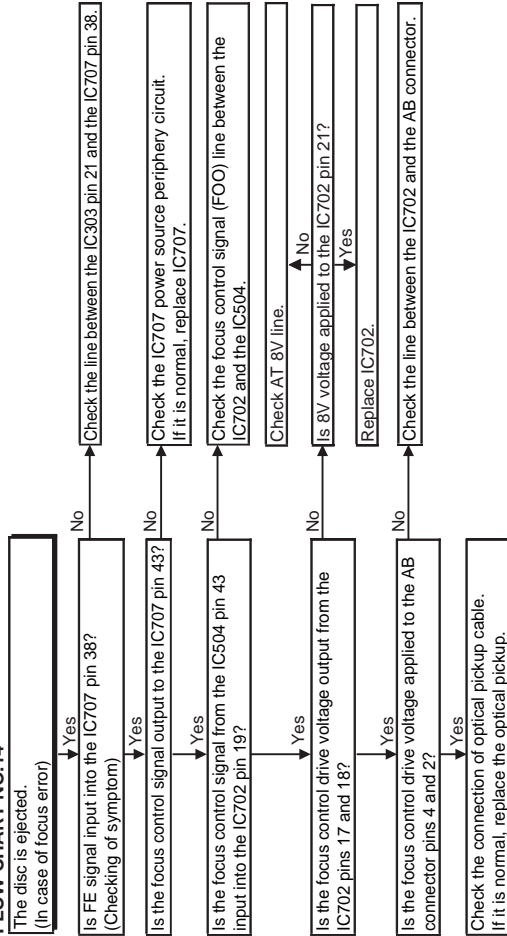 FLOW CHART NO.14
The disc is ejected.
(In case of focus error)
Yes
Is FE signal input into the IC707 pin 38?
(Checking of symptom)
No
Check the line between the IC303 pin 21 and the IC707 pin 38.
Yes
Is the focus control signal output to the IC707 pin 43?
No
Check the IC707 power source periphery circuit.
If it is normal, replace IC707.
Yes
Is the focus control signal from the IC504 pin 43
input into the IC702 pin 19?
No
Check the focus control signal (FOO) line between the
IC702 and the IC504.
Yes
Is the focus control drive voltage output from the
IC702 pins 17 and 18?
No
Check AT 8V line.
No
Is 8V voltage applied to the IC702 pin 21?
Yes
Replace IC702.
Yes
Is the focus control drive voltage applied to the AB
connector pins 4 and 2?
No
Check the line between the IC702 and the AB connector.
Yes
Check the connection of optical pickup cable.
If it is normal, replace the optical pickup.